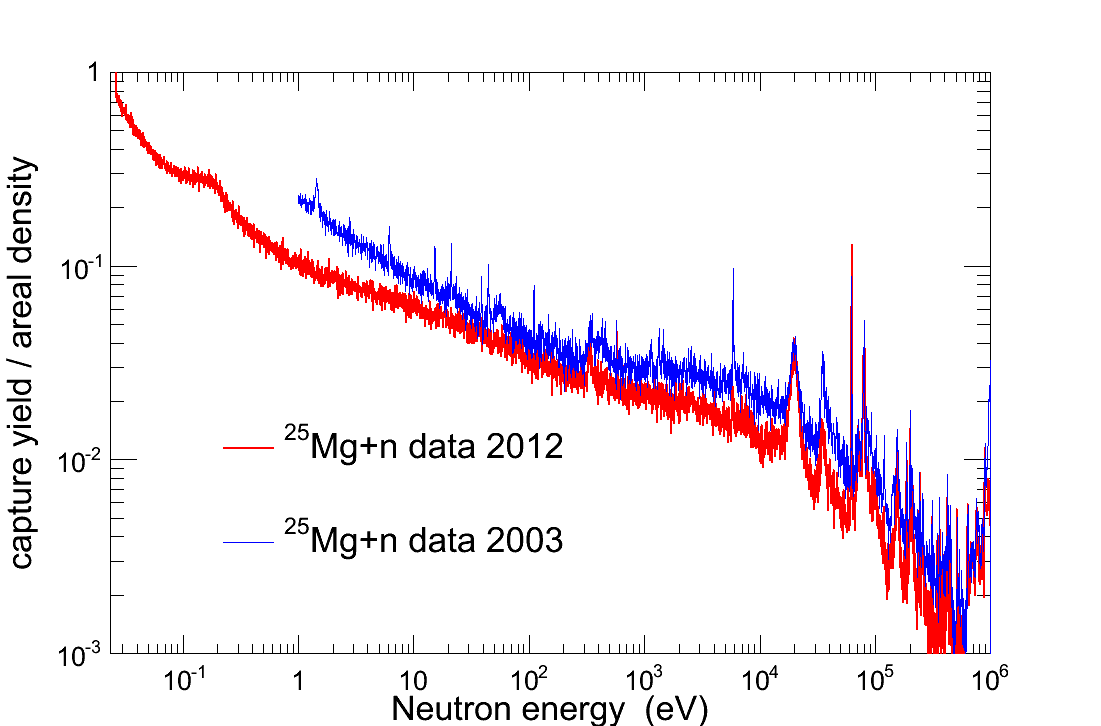 1
10⁻¹
10⁻²
10⁻³
capture yield / areal density
²⁵Mg+n data 2012
²⁵Mg+n data 2003
10⁻¹ 1 10 10² 10³ 10⁴ 10⁵ 10⁶
Neutron energy (eV)